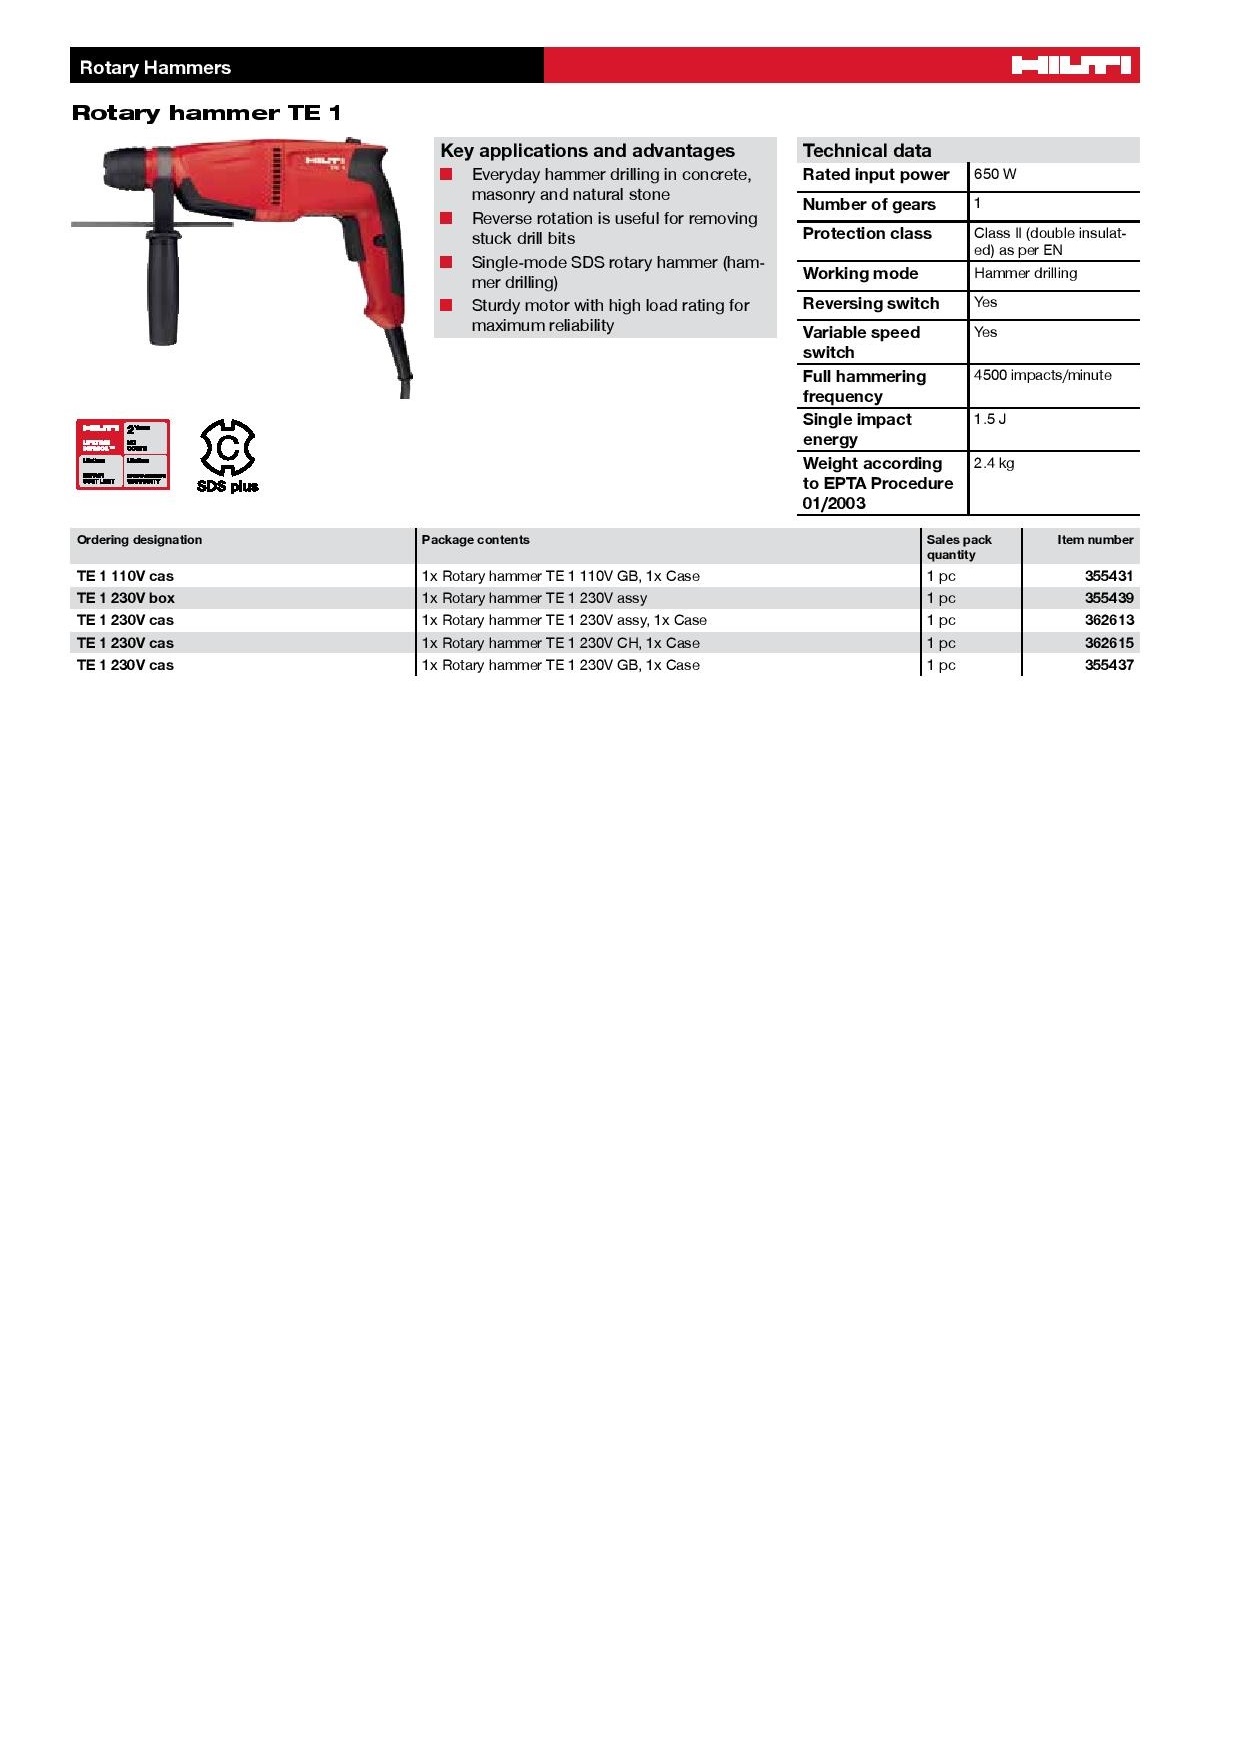 Rotary Hammers
HILTI
Rotary hammer TE 1
HILTI
TE 1
Key applications and advantages
Everyday hammer drilling in concrete,
masonry and natural stone
Reverse rotation is useful for removing
stuck drill bits
Single-mode SDS rotary hammer (ham-
mer drilling)
Sturdy motor with high load rating for
maximum reliability
Technical data
Rated input power 650 W
Number of gears 1
Protection class Class II (double insulat-
ed) as per EN
Working mode Hammer drilling
Reversing switch Yes
Variable speed Yes
switch
Full hammering 4500 impacts/minute
frequency
Single impact 1.5 J
energy
Weight according 2.4 kg
to EPTA Procedure
01/2003
HILTI 2 Years
C
SDS plus
Ordering designation Package contents Sales pack Item number
quantity
TE 1 110V cas 1x Rotary hammer TE 1 110V GB, 1x Case 1 pc 355431
TE 1 230V box 1x Rotary hammer TE 1 230V assy 1 pc 355439
TE 1 230V cas 1x Rotary hammer TE 1 230V assy, 1x Case 1 pc 362613
TE 1 230V cas 1x Rotary hammer TE 1 230V CH, 1x Case 1 pc 362615
TE 1 230V cas 1x Rotary hammer TE 1 230V GB, 1x Case 1 pc 355437